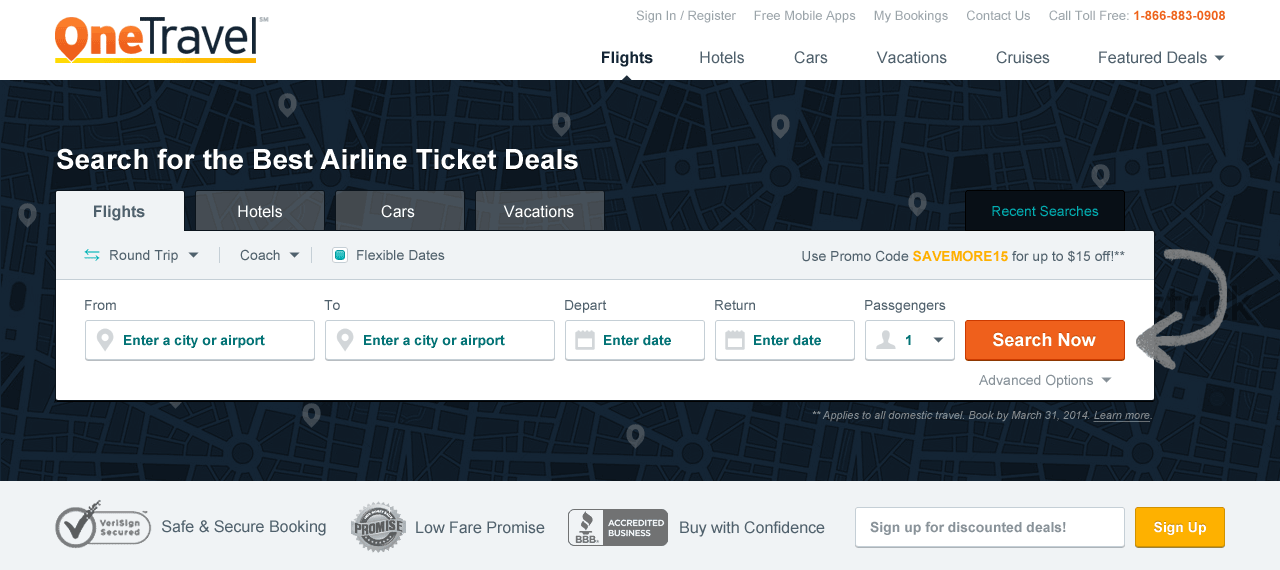 OneTravel SM
Sign In / Register Free Mobile Apps My Bookings Contact Us Call Toll Free: 1-866-883-0908
Flights Hotels Cars Vacations Cruises Featured Deals
Search for the Best Airline Ticket Deals
Flights Hotels Cars Vacations Recent Searches
Round Trip Coach Flexible Dates Use Promo Code SAVEMORE15 for up to $15 off!**
From To Depart Return Passgengers
Enter a city or airport Enter a city or airport Enter date Enter date 1 Search Now
Advanced Options
** Applies to all domestic travel. Book by March 31, 2014. Learn more.
VeriSign Secured Safe & Secure Booking PROMISE Low Fare Promise BBB. ACCREDITED BUSINESS Buy with Confidence Sign up for discounted deals! Sign Up